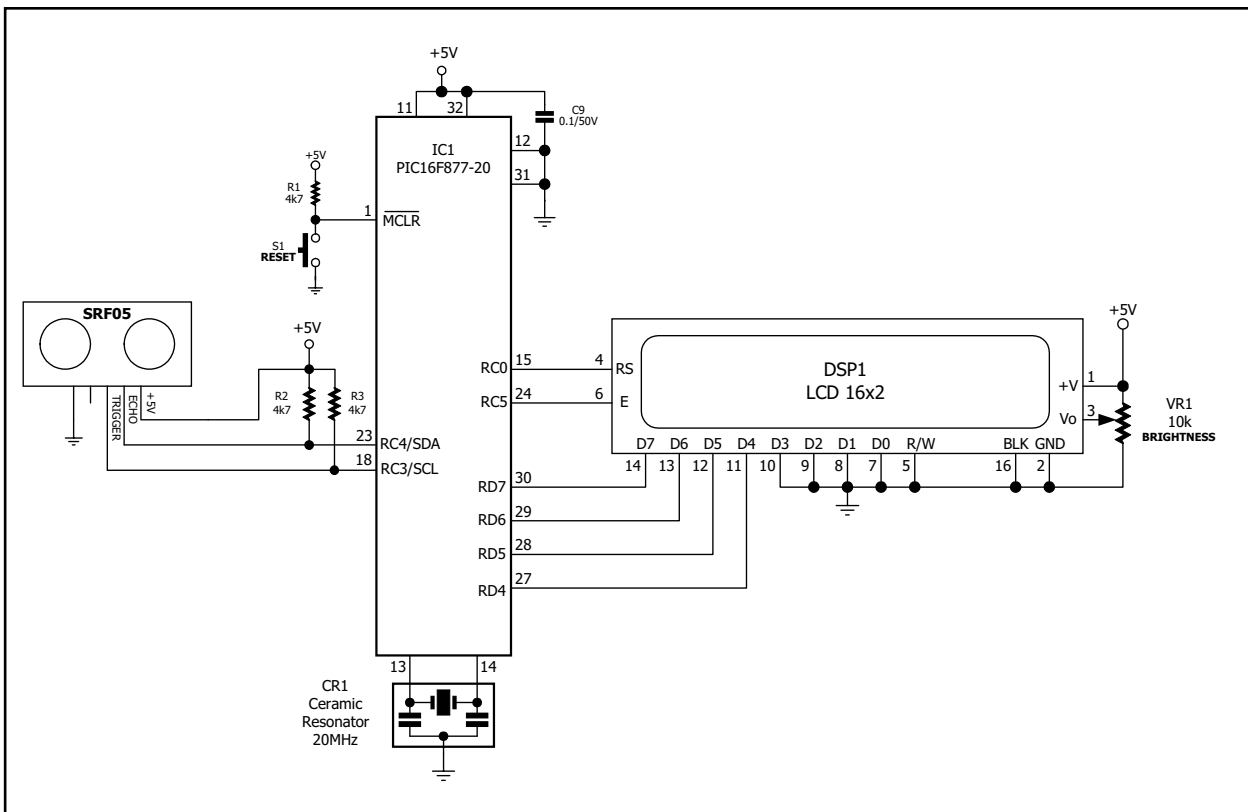 +5V
11
32
C9
0.1/50V
IC1
PIC16F877-20
12
31
+5V
R1
4k7
1
MCLR
S1
RESET
SRF05
+5V
ECHO
TRIGGER
+5V
R2
4k7
R3
4k7
23
RC4/SDA
18
RC3/SCL
RC0
15
4
RS
RC5
24
6
E
DSP1
LCD 16x2
+5V
+V
1
Vo
3
VR1
10k
BRIGHTNESS
D7
D6
D5
D4
D3
D2
D1
D0
R/W
BLK
GND
14
13
12
11
10
9
8
7
5
16
2
RD7
30
RD6
29
RD5
28
RD4
27
13
14
CR1
Ceramic
Resonator
20MHz